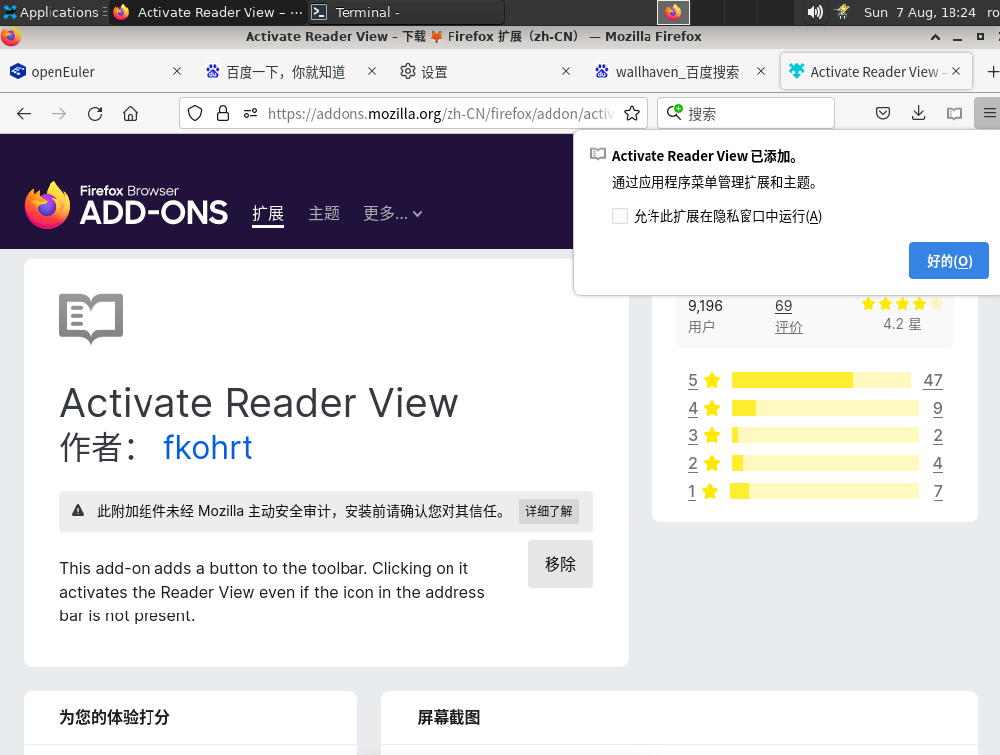 Applications
Activate Reader View – ···
Terminal -
Sun 7 Aug, 18:24
ro
Activate Reader View – 下载 🦊 Firefox 扩展（zh-CN） — Mozilla Firefox
openEuler
百度一下，你就知道
设置
wallhaven_百度搜索
Activate Reader View –
https://addons.mozilla.org/zh-CN/firefox/addon/activ
搜索
Activate Reader View 已添加。
通过应用程序菜单管理扩展和主题。
允许此扩展在隐私窗口中运行(A)
好的(O)
Firefox Browser
ADD-ONS
扩展
主题
更多...
9,196
用户
69
评价
4.2 星
5 47
4 9
3 2
2 4
1 7
Activate Reader View
作者： fkohrt
此附加组件未经 Mozilla 主动安全审计，安装前请确认您对其信任。
详细了解
This add-on adds a button to the toolbar. Clicking on it
activates the Reader View even if the icon in the address
bar is not present.
移除
为您的体验打分
屏幕截图